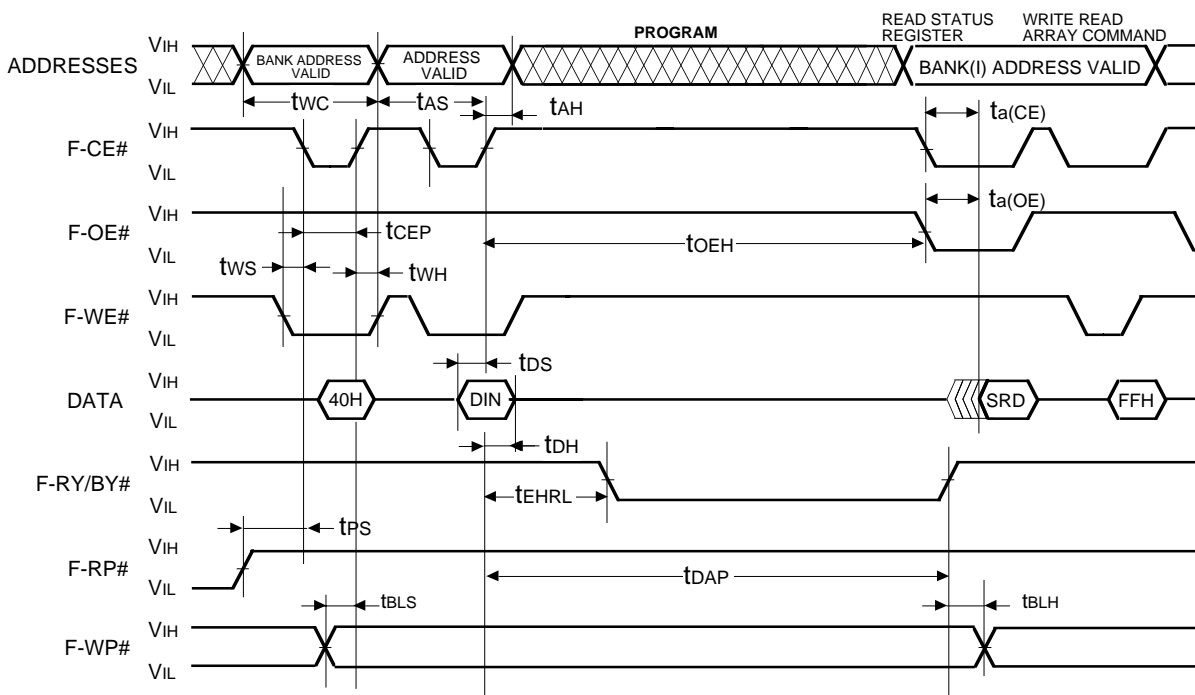 PROGRAM
READ STATUS REGISTER
WRITE READ ARRAY COMMAND
ADDRESSES
VIH
VIL
BANK ADDRESS VALID
ADDRESS VALID
BANK(I) ADDRESS VALID
tWC
tAS
tAH
ta(CE)
F-CE#
VIH
VIL
ta(OE)
F-OE#
VIH
VIL
tCEP
tOEH
tWS
tWH
F-WE#
VIH
VIL
tDS
DATA
VIH
VIL
40H
DIN
SRD
FFH
tDH
F-RY/BY#
VIH
VIL
tEHRL
tPS
F-RP#
VIH
VIL
tDAP
tBLS
tBLH
F-WP#
VIH
VIL